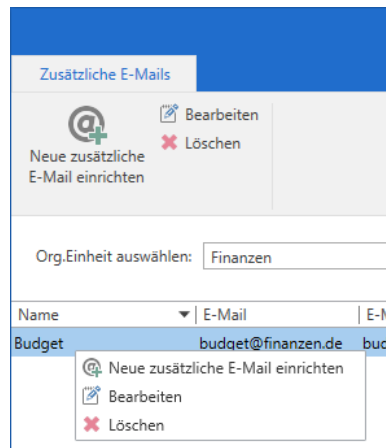 Zusätzliche E-Mails
Neue zusätzliche
E-Mail einrichten
Bearbeiten
Löschen
Org.Einheit auswählen: Finanzen
Name E-Mail
Budget budget@finanzen.de
Neue zusätzliche E-Mail einrichten
Bearbeiten
Löschen